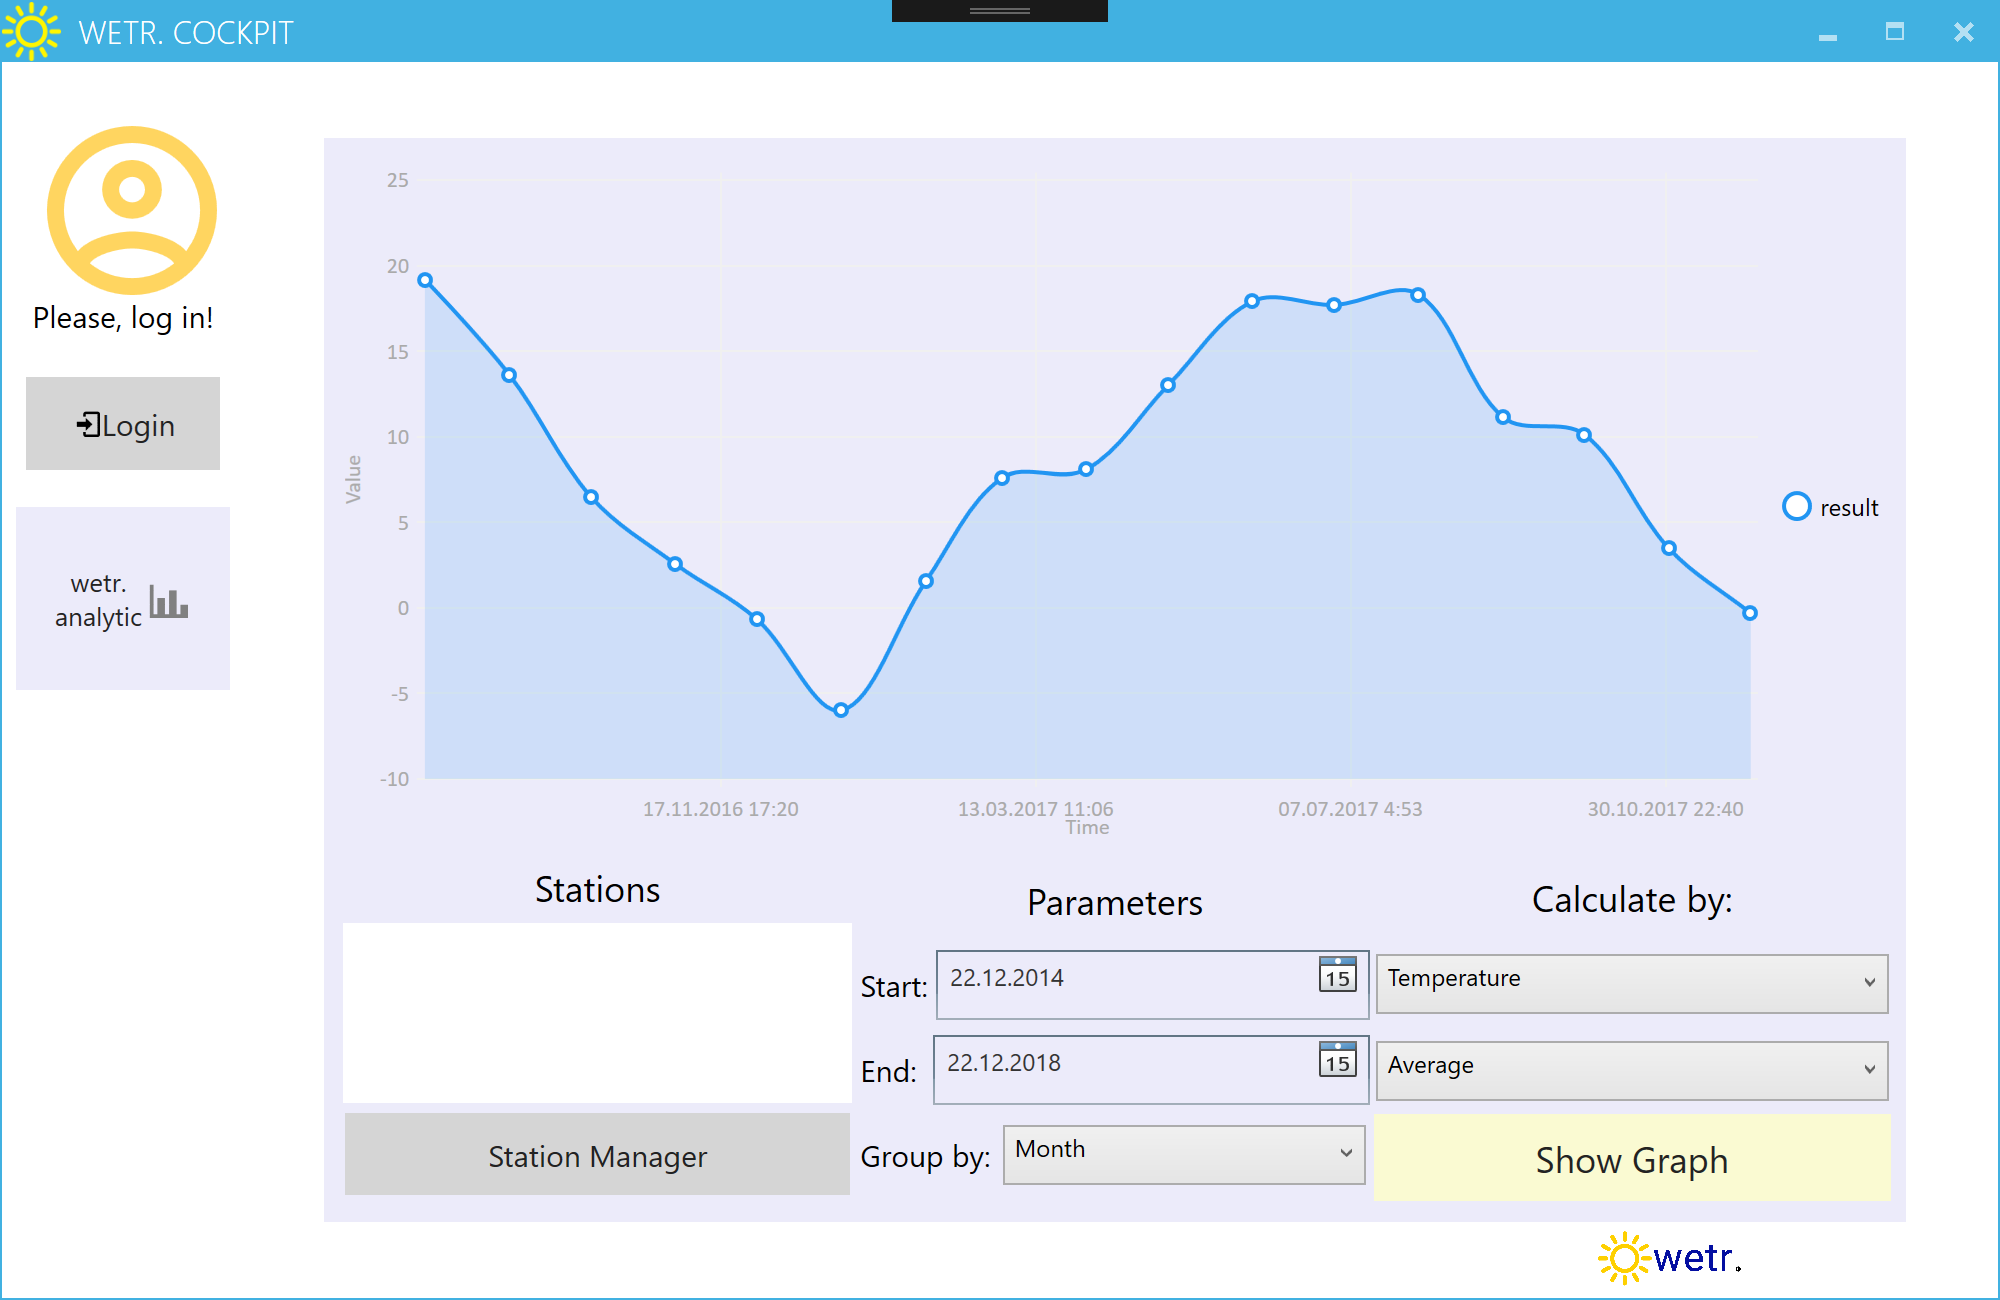 WETR. COCKPIT
Please, log in!
Login
wetr.
analytic
25
20
15
10
5
0
-5
-10
Value
17.11.2016 17:20
13.03.2017 11:06
07.07.2017 4:53
30.10.2017 22:40
Time
result
Stations
Station Manager
Parameters
Start:
22.12.2014
15
End:
22.12.2018
15
Group by:
Month
Calculate by:
Temperature
Average
Show Graph
wetr.